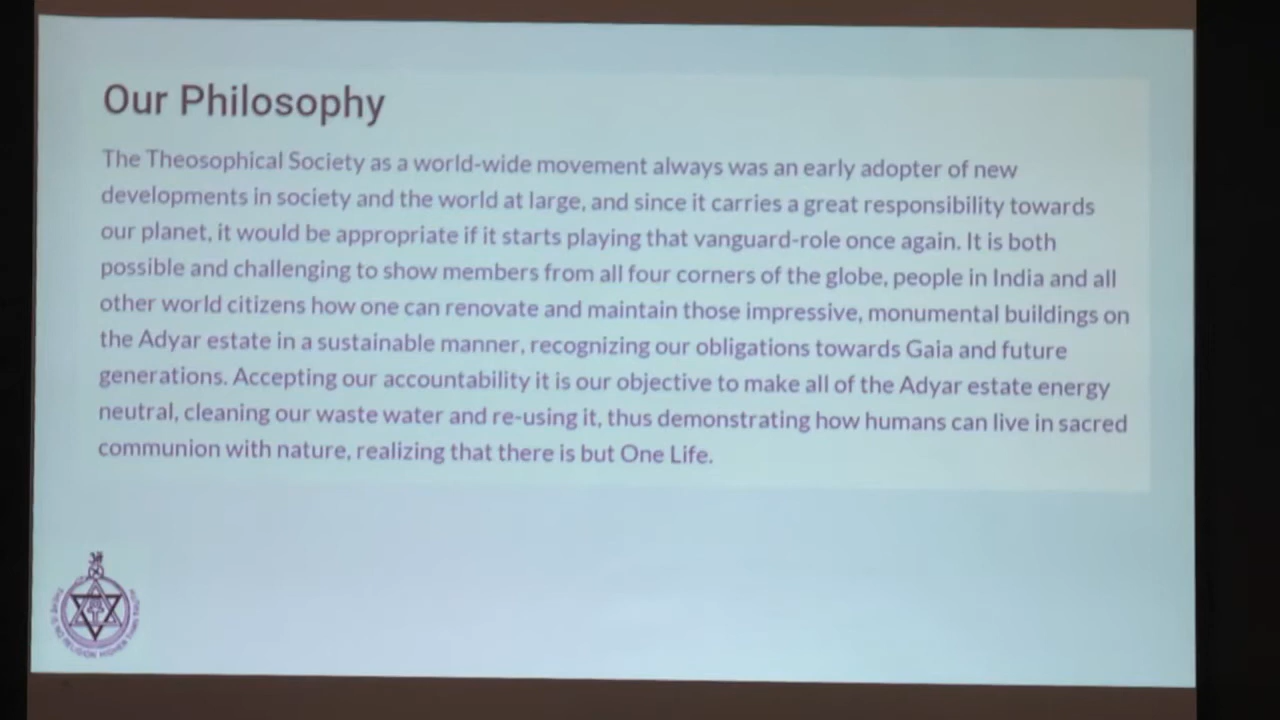 Our Philosophy
The Theosophical Society as a world-wide movement always was an early adopter of new
developments in society and the world at large, and since it carries a great responsibility towards
our planet, it would be appropriate if it starts playing that vanguard-role once again. It is both
possible and challenging to show members from all four corners of the globe, people in India and all
other world citizens how one can renovate and maintain those impressive, monumental buildings on
the Adyar estate in a sustainable manner, recognizing our obligations towards Gaia and future
generations. Accepting our accountability it is our objective to make all of the Adyar estate energy
neutral, cleaning our waste water and re-using it, thus demonstrating how humans can live in sacred
communion with nature, realizing that there is but One Life.
THERE IS NO RELIGION HIGHER THAN TRUTH